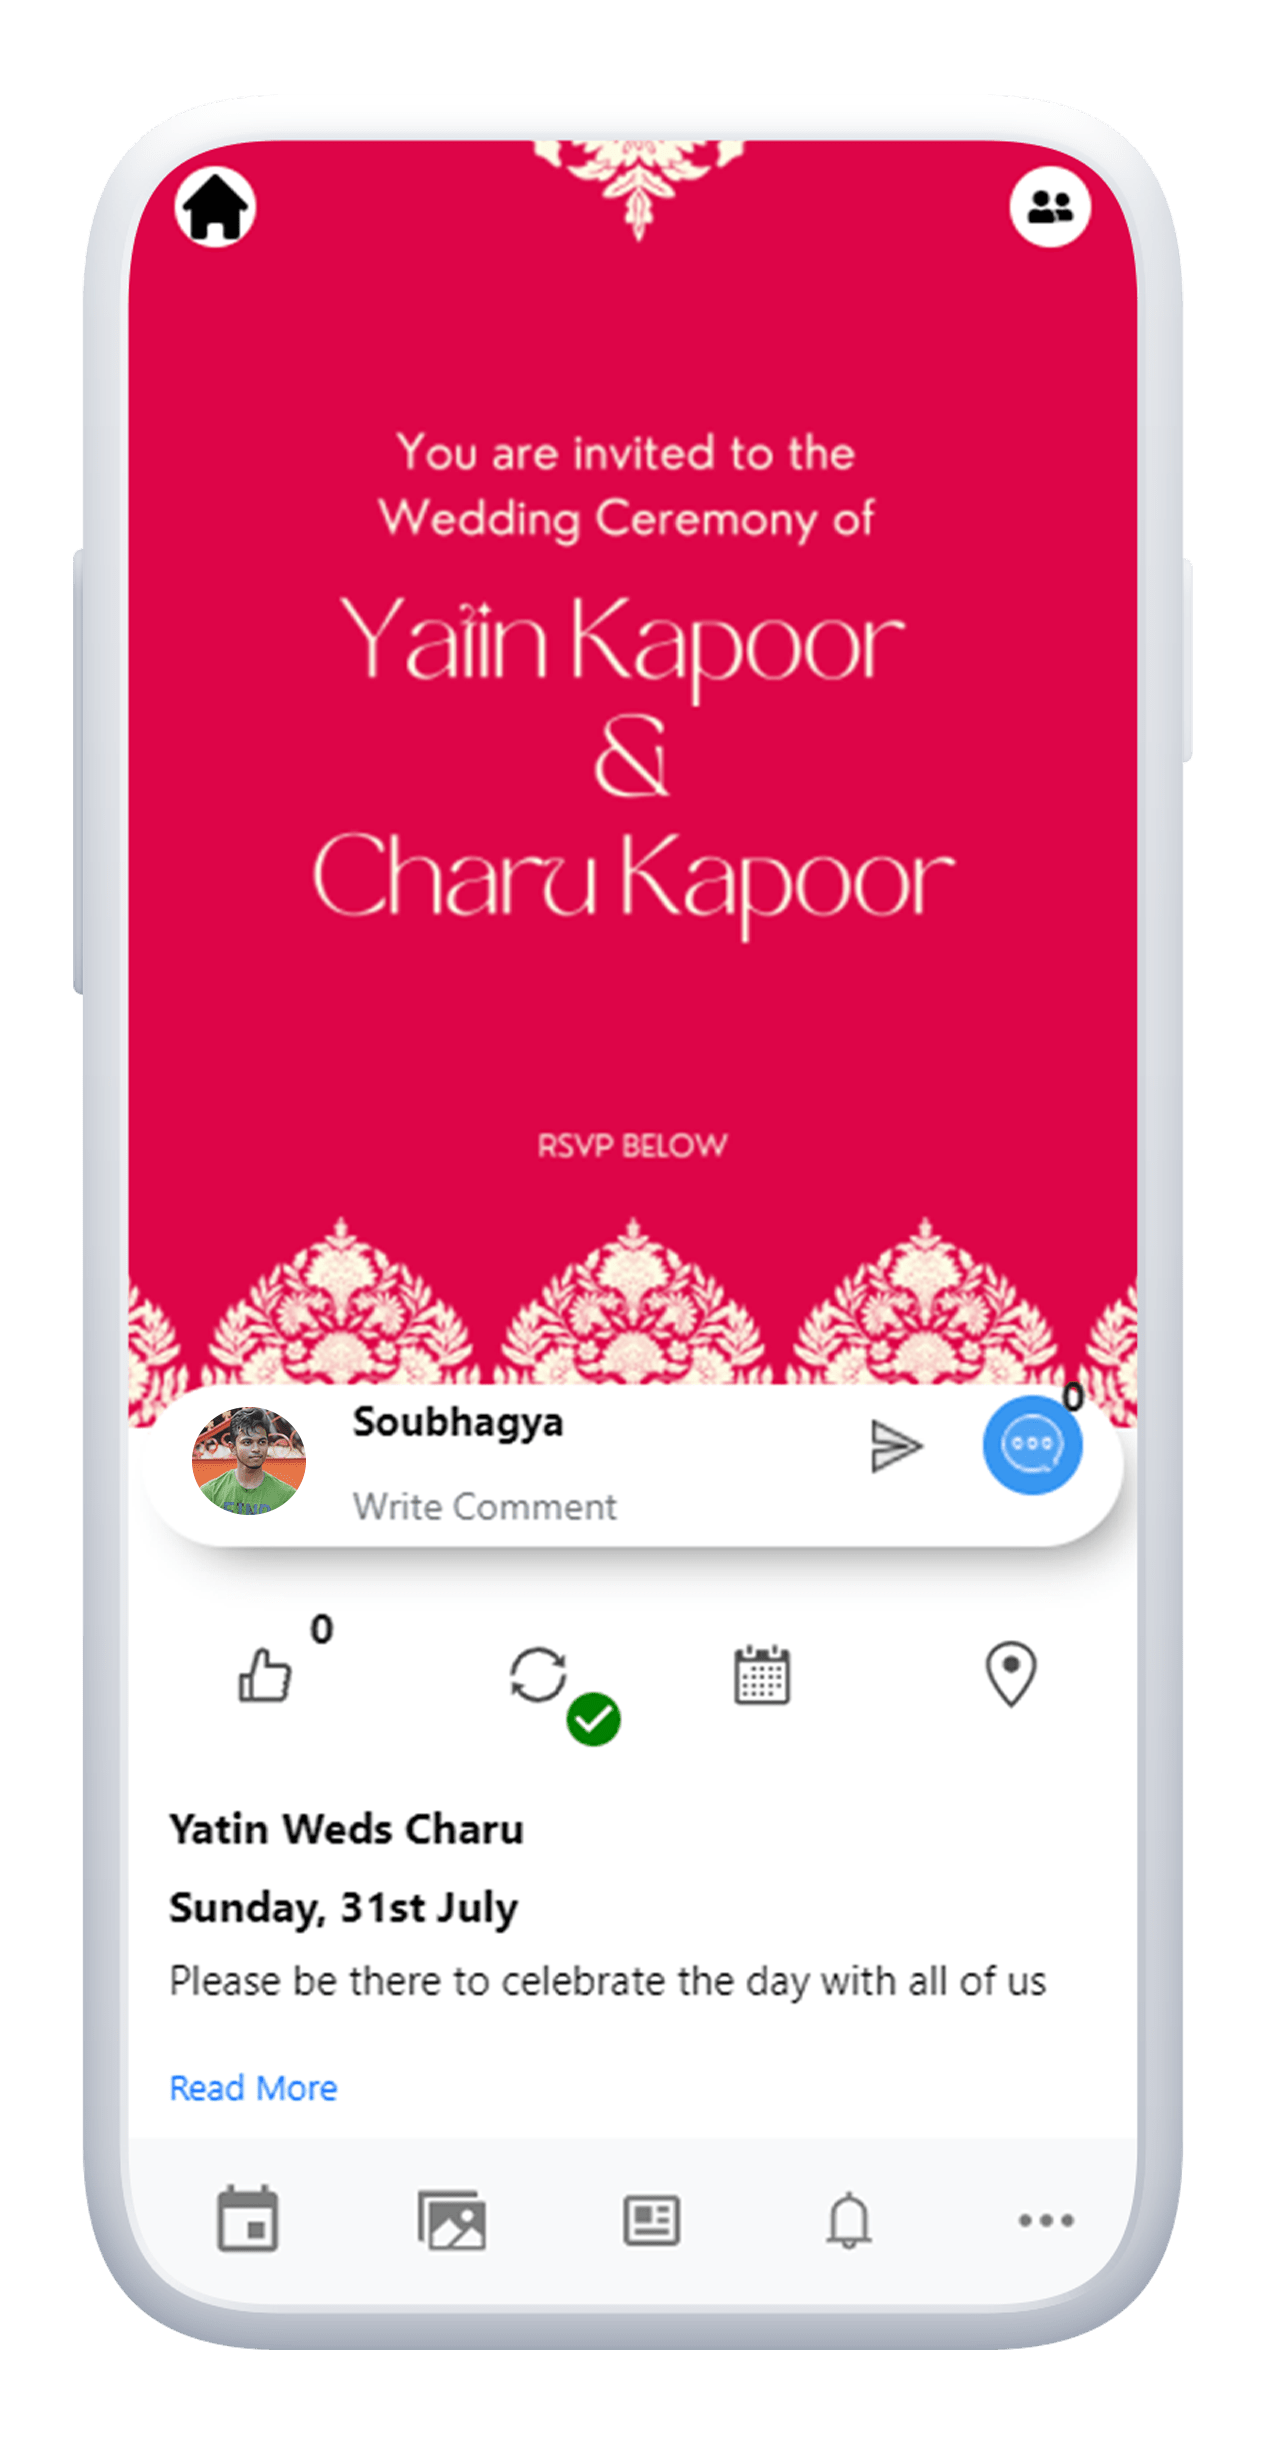 You are invited to the
Wedding Ceremony of
Yatin Kapoor
&
Charu Kapoor
RSVP BELOW
0
Soubhagya
Write Comment
0
Yatin Weds Charu
Sunday, 31st July
Please be there to celebrate the day with all of us
Read More